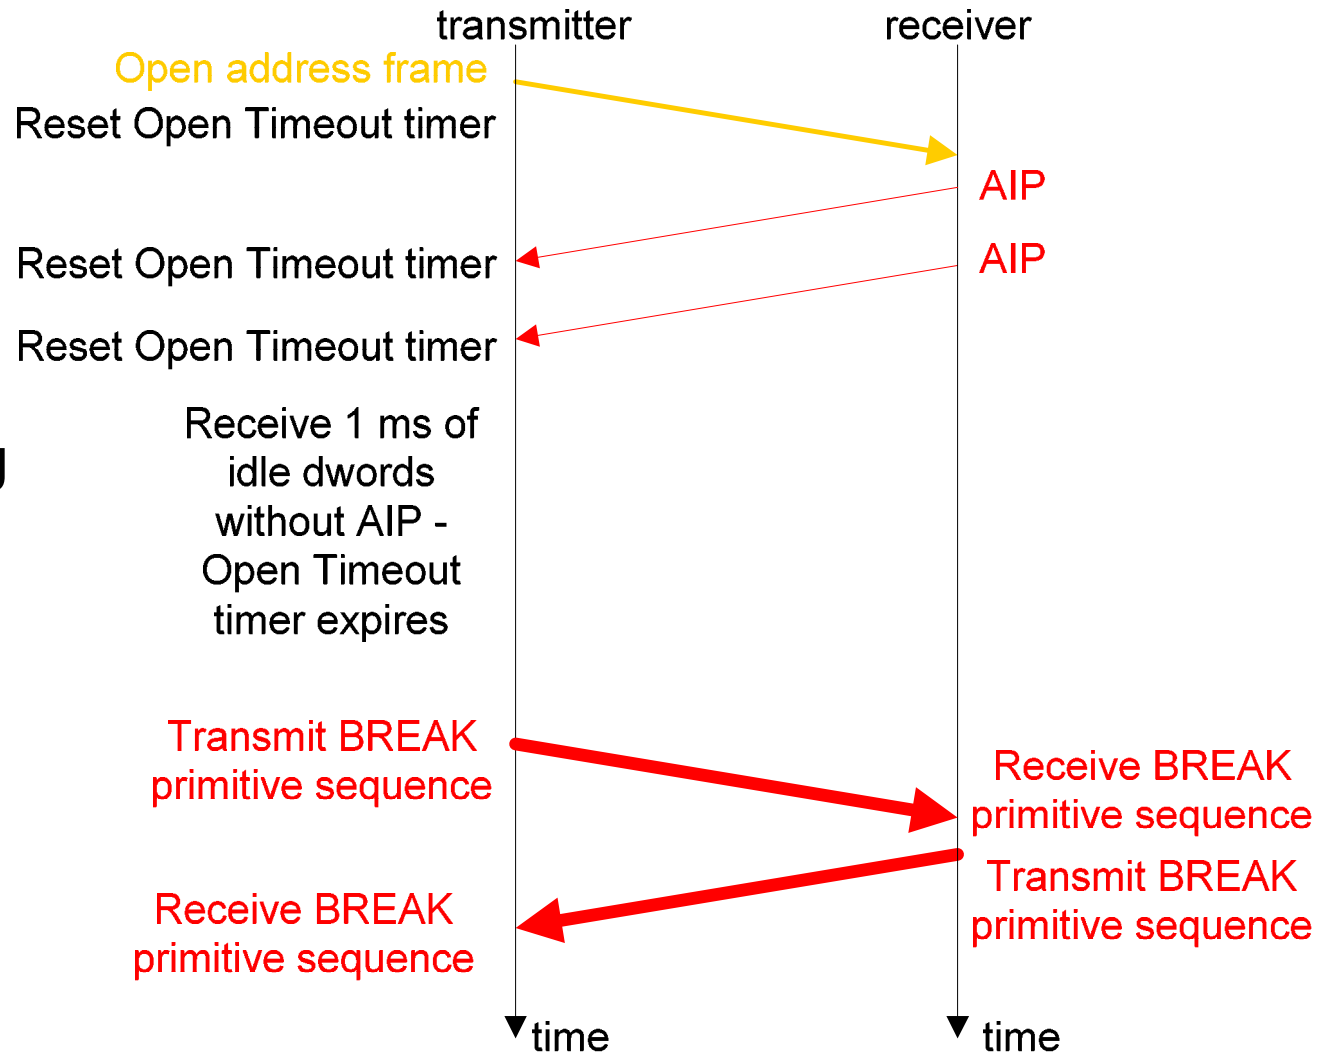 transmitter
receiver
Open address frame
Reset Open Timeout timer
AIP
Reset Open Timeout timer
AIP
Reset Open Timeout timer
Receive 1 ms of
idle dwords
without AIP -
Open Timeout
timer expires
Transmit BREAK
primitive sequence
Receive BREAK
primitive sequence
Transmit BREAK
primitive sequence
Receive BREAK
primitive sequence
time
time